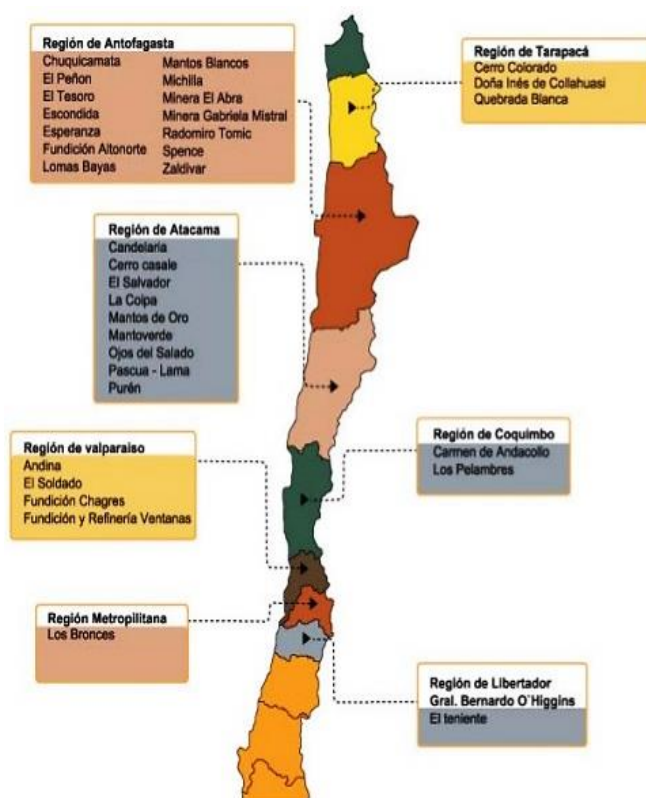 Región de Antofagasta
Chuquicamata
El Peñon
El Tesoro
Escondida
Esperanza
Fundición Altonorte
Lomas Bayas
Mantos Blancos
Michilla
Minera El Abra
Minera Gabriela Mistral
Radomiro Tomic
Spence
Zaldivar
Región de Tarapacá
Cerro Colorado
Doña Inés de Collahuasi
Quebrada Blanca
Región de Atacama
Candelaria
Cerro casale
El Salvador
La Coipa
Mantos de Oro
Mantoverde
Ojos del Salado
Pascua - Lama
Purén
Región de Coquimbo
Carmen de Andacollo
Los Pelambres
Región de valparaiso
Andina
El Soldado
Fundición Chagres
Fundición y Refinería Ventanas
Región Metropilitana
Los Bronces
Región de Libertador
Gral. Bernardo O´Higgins
El teniente